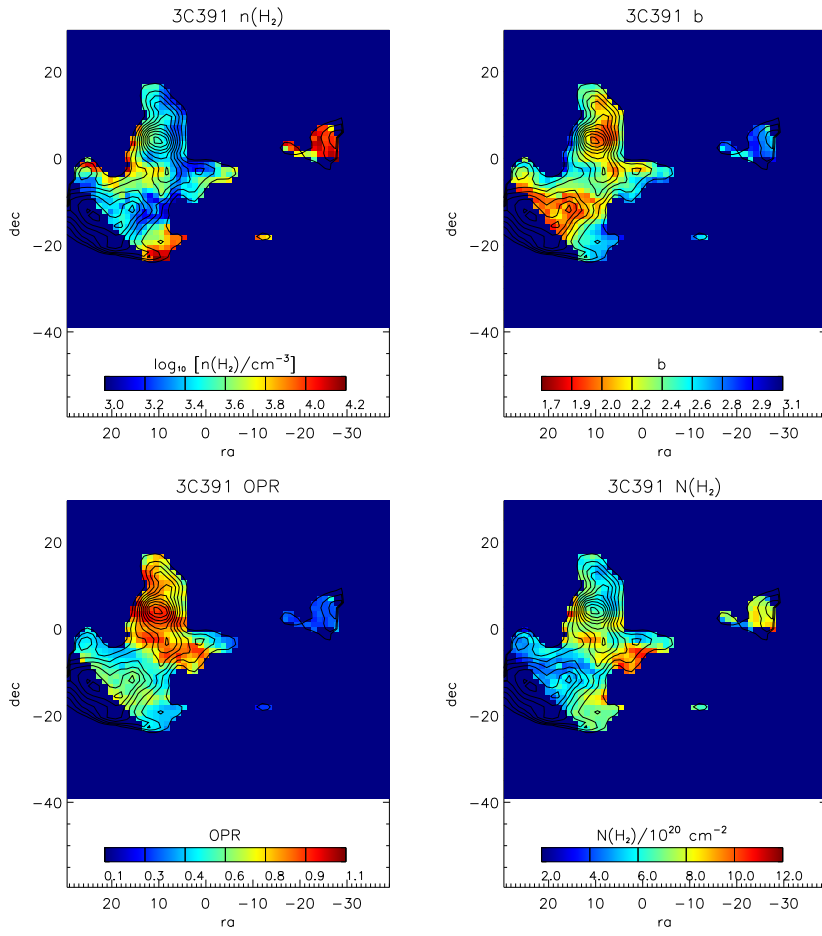 3C391 n(H₂)
20
0
−20
−40
dec
log₁₀ [n(H₂)/cm⁻³]
3.0 3.2 3.4 3.6 3.8 4.0 4.2
20 10 0 −10 −20 −30
ra
3C391 b
20
0
−20
−40
dec
b
1.7 1.9 2.0 2.2 2.4 2.6 2.8 2.9 3.1
20 10 0 −10 −20 −30
ra
3C391 OPR
20
0
−20
−40
dec
OPR
0.1 0.3 0.4 0.6 0.8 0.9 1.1
20 10 0 −10 −20 −30
ra
3C391 N(H₂)
20
0
−20
−40
dec
N(H₂)/10²⁰ cm⁻²
2.0 4.0 6.0 8.0 10.0 12.0
20 10 0 −10 −20 −30
ra